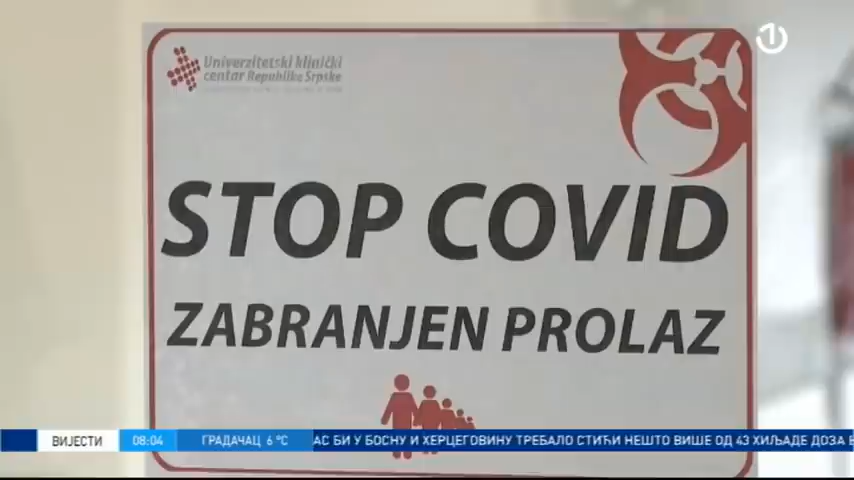 Univerzitetski klinički
centar Republike Srpske
STOP COVID
ZABRANJEN PROLAZ
ВИЈЕСТИ 08:04 ГРАДАЧАЦ 6 °C АС БИ У БОСНУ И ХЕРЦЕГОВИНУ ТРЕБАЛО СТИЋИ НЕШТО ВИШЕ ОД 43 ХИЉАДЕ ДОЗА